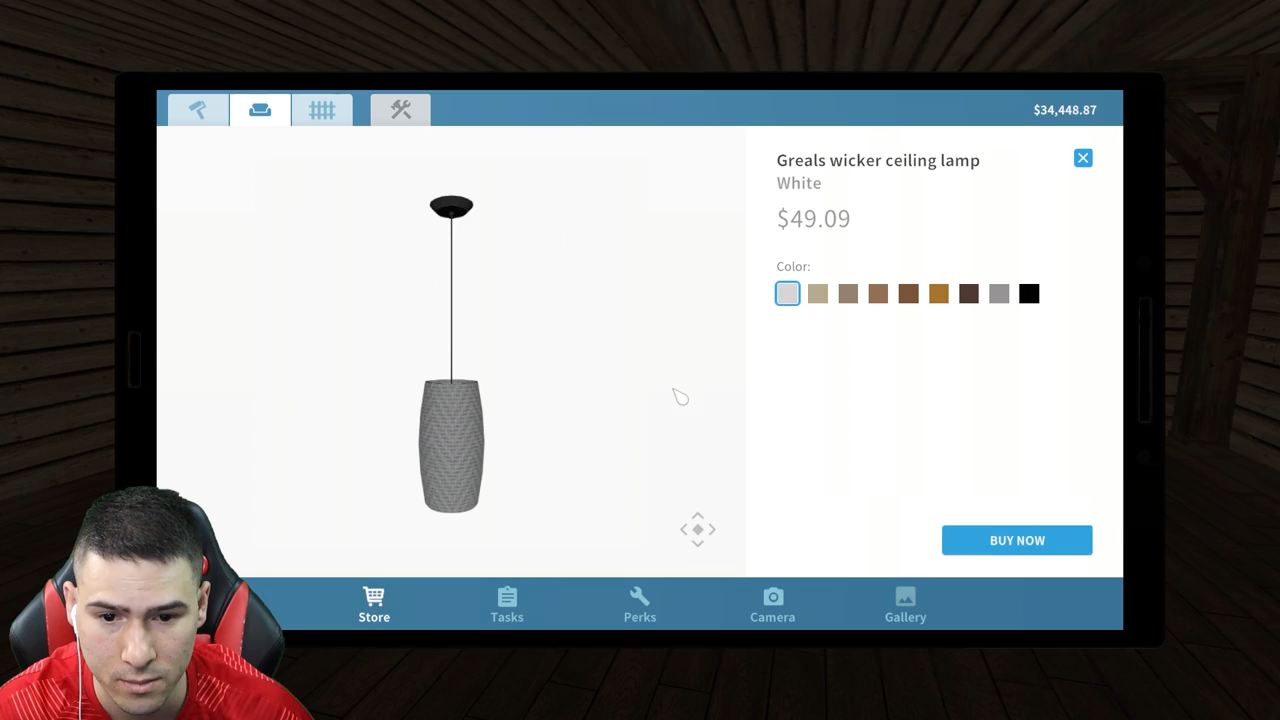 $34,448.87
Greals wicker ceiling lamp
White
$49.09
Color:
BUY NOW
Store
Tasks
Perks
Camera
Gallery